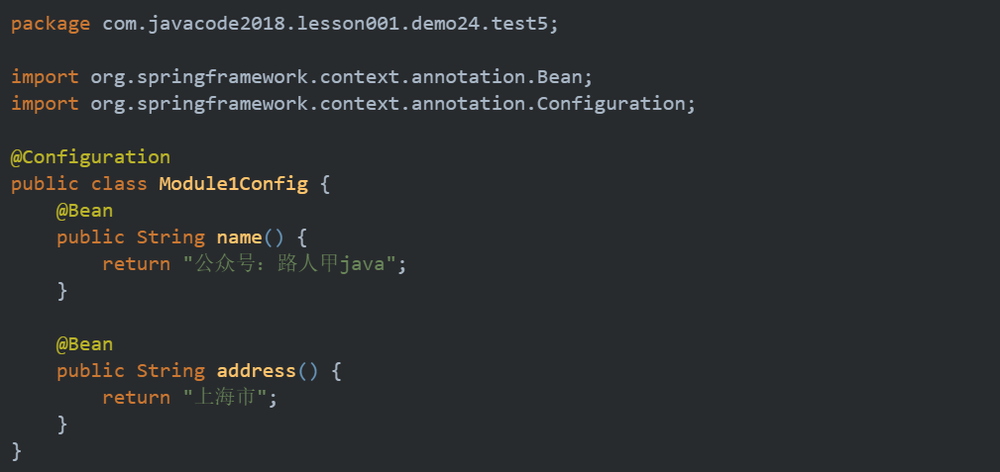 package com.javacode2018.lesson001.demo24.test5;
import org.springframework.context.annotation.Bean;
import org.springframework.context.annotation.Configuration;
@Configuration
public class Module1Config {
    @Bean
    public String name() {
        return "公众号：路人甲java";
    }
    @Bean
    public String address() {
        return "上海市";
    }
}